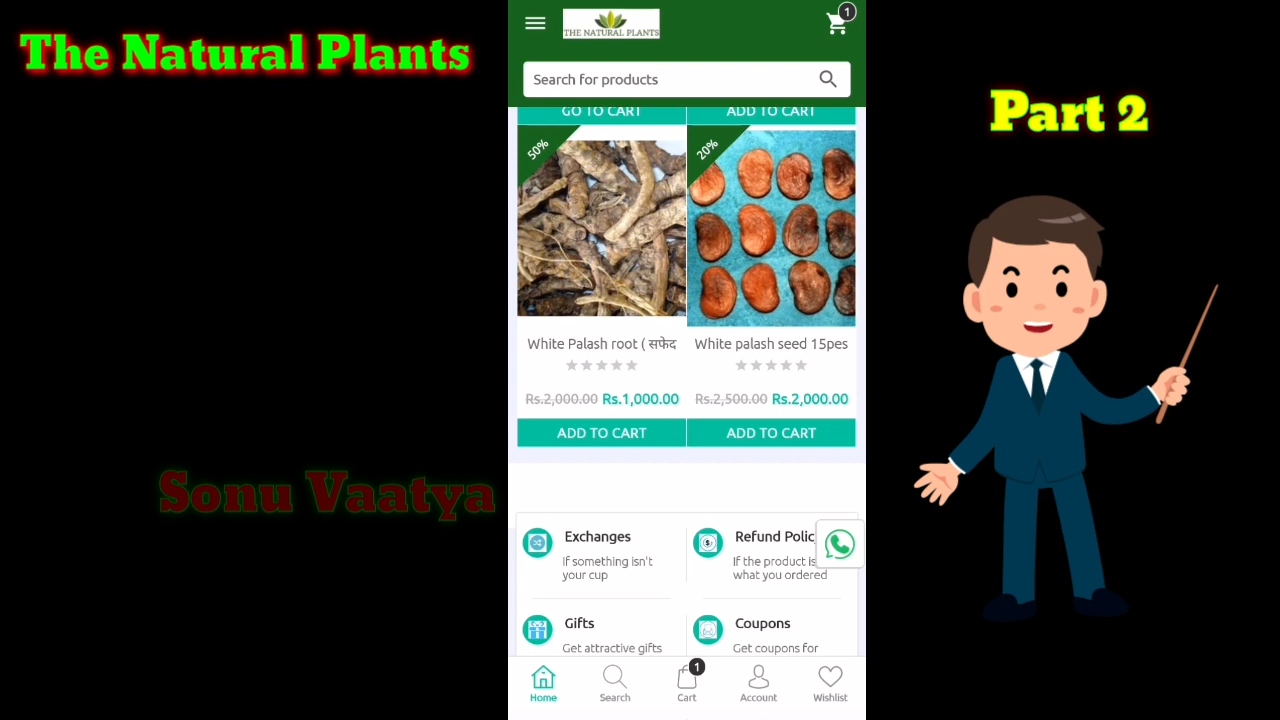 The Natural Plants
Part 2
Sonu Vaatya
THE NATURAL PLANTS
1
Search for products
GO TO CART
ADD TO CART
50%
20%
White Palash root ( सफेद
White palash seed 15pes
Rs.2,000.00 Rs.1,000.00
Rs.2,500.00 Rs.2,000.00
ADD TO CART
ADD TO CART
Exchanges
if something isn't
your cup
Refund Polic
If the product is
what you ordered
Gifts
Get attractive gifts
Coupons
Get coupons for
1
Home
Search
Cart
Account
Wishlist